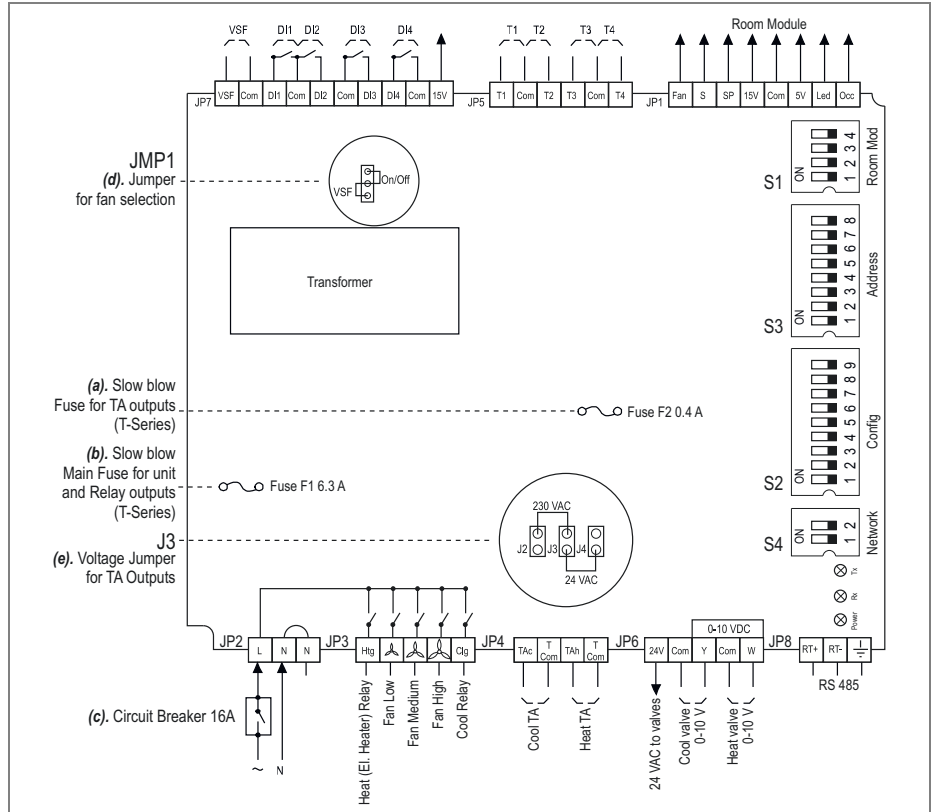 Room Module
VSF DI1 DI2 DI3 DI4 T1 T2 T3 T4
JP7 VSF Com DI1 Com DI2 Com DI3 DI4 Com 15V
JP5 T1 Com T2 T3 Com T4
JP1 Fan S SP 15V Com 5V Led Occ
JMP1
(d). Jumper
for fan selection
On/Off
VSF
Transformer
S1 ON 1 2 3 4 Room Mod
S3 ON 1 2 3 4 5 6 7 8 Address
S2 ON 1 2 3 4 5 6 7 8 9 Config
S4 ON 1 2 Network
Tx
Rx
Power
(a). Slow blow
Fuse for TA outputs
(T-Series)
Fuse F2 0.4 A
(b). Slow blow
Main Fuse for unit
and Relay outputs
(T-Series)
Fuse F1 6.3 A
J3
(e). Voltage Jumper
for TA Outputs
230 VAC
J2 J3 J4
24 VAC
JP2 L N N
JP3 Htg Clg
JP4 TAc T Com TAh T Com
JP6 24V Com Y Com W
0-10 VDC
JP8 RT+ RT-
RS 485
(c). Circuit Breaker 16A
~ N
Heat (El. Heater) Relay
Fan Low
Fan Medium
Fan High
Cool Relay
Cool TA
Heat TA
24 VAC to valves
Cool valve
0-10 V
Heat valve
0-10 V